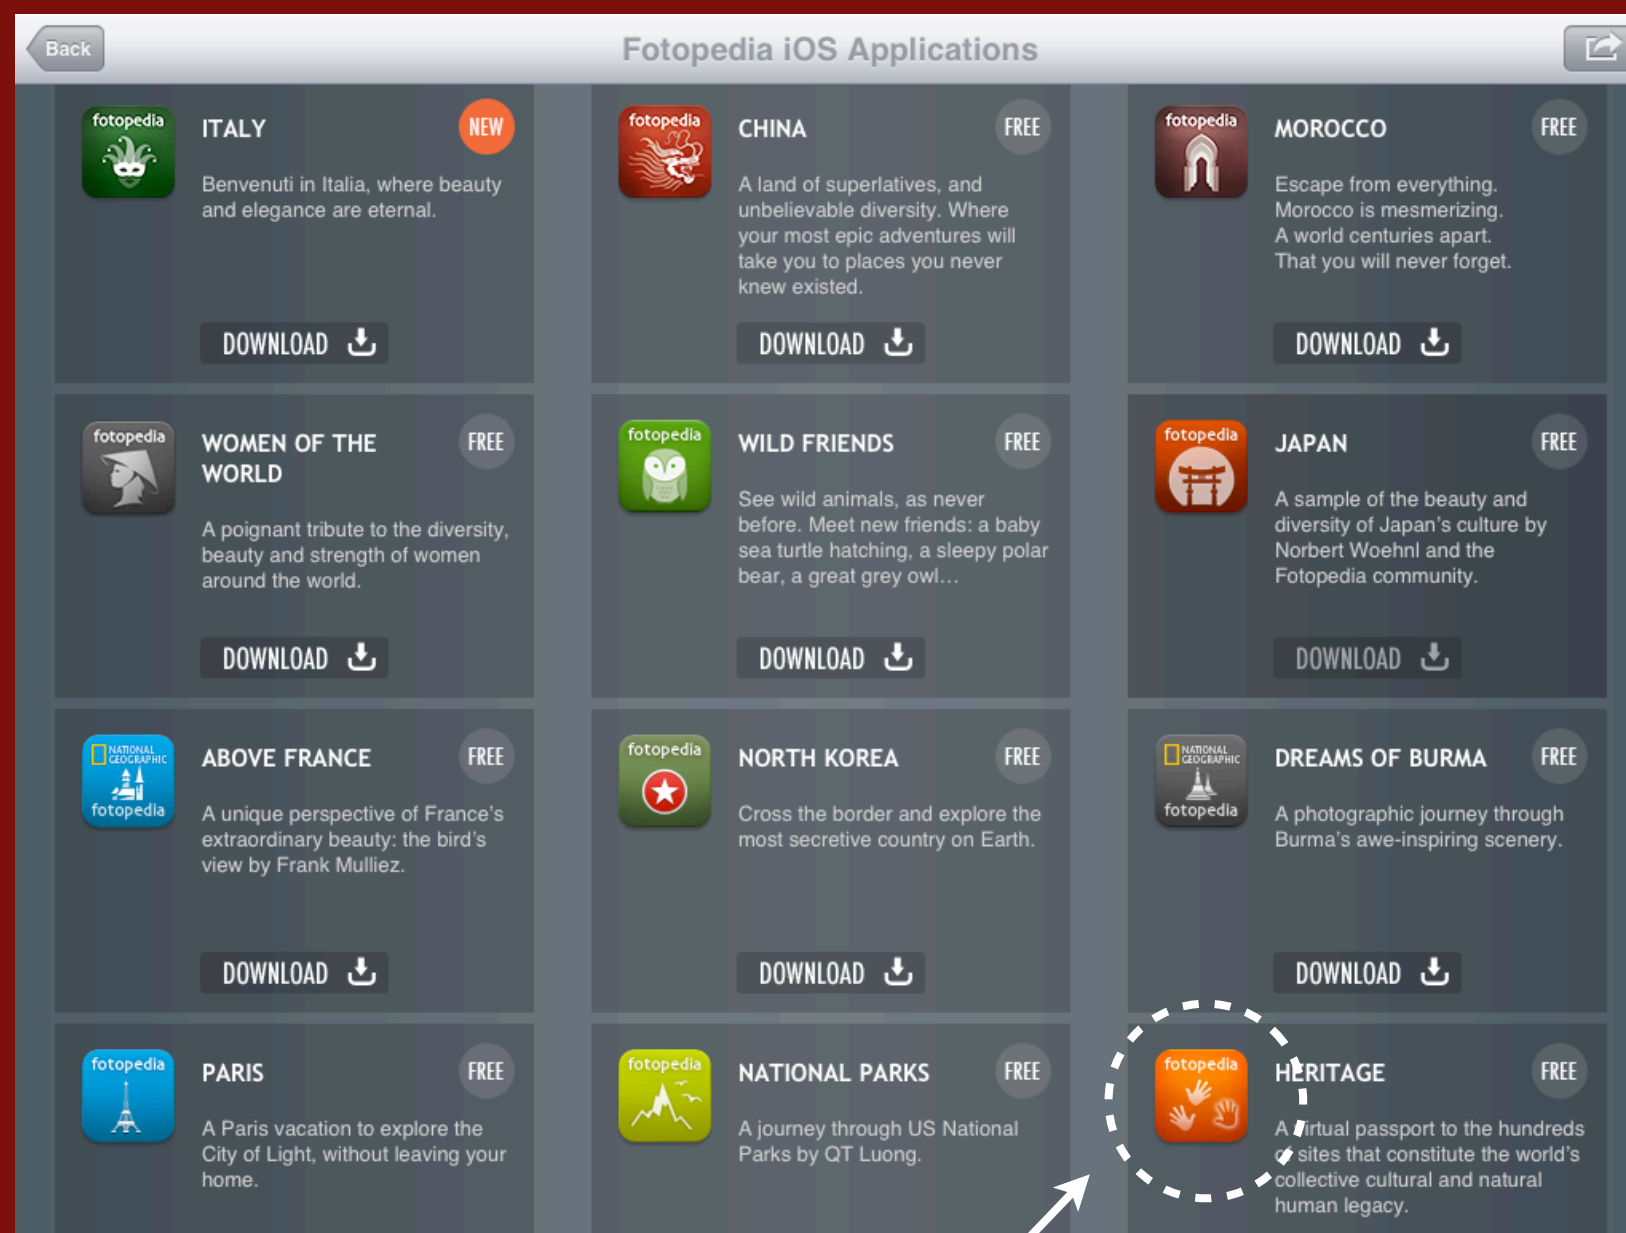 Back
Fotopedia iOS Applications
fotopedia
ITALY
NEW
Benvenuti in Italia, where beauty
and elegance are eternal.
DOWNLOAD
fotopedia
CHINA
FREE
A land of superlatives, and
unbelievable diversity. Where
your most epic adventures will
take you to places you never
knew existed.
DOWNLOAD
fotopedia
MOROCCO
FREE
Escape from everything.
Morocco is mesmerizing.
A world centuries apart.
That you will never forget.
DOWNLOAD
fotopedia
WOMEN OF THE
WORLD
FREE
A poignant tribute to the diversity,
beauty and strength of women
around the world.
DOWNLOAD
fotopedia
WILD FRIENDS
FREE
See wild animals, as never
before. Meet new friends: a baby
sea turtle hatching, a sleepy polar
bear, a great grey owl...
DOWNLOAD
fotopedia
JAPAN
FREE
A sample of the beauty and
diversity of Japan's culture by
Norbert Woehnl and the
Fotopedia community.
DOWNLOAD
NATIONAL
GEOGRAPHIC
fotopedia
ABOVE FRANCE
FREE
A unique perspective of France's
extraordinary beauty: the bird's
view by Frank Mulliez.
DOWNLOAD
fotopedia
NORTH KOREA
FREE
Cross the border and explore the
most secretive country on Earth.
DOWNLOAD
NATIONAL
GEOGRAPHIC
fotopedia
DREAMS OF BURMA
FREE
A photographic journey through
Burma's awe-inspiring scenery.
DOWNLOAD
fotopedia
PARIS
FREE
A Paris vacation to explore the
City of Light, without leaving your
home.
fotopedia
NATIONAL PARKS
FREE
A journey through US National
Parks by QT Luong.
fotopedia
HERITAGE
FREE
A virtual passport to the hundreds
of sites that constitute the world's
collective cultural and natural
human legacy.